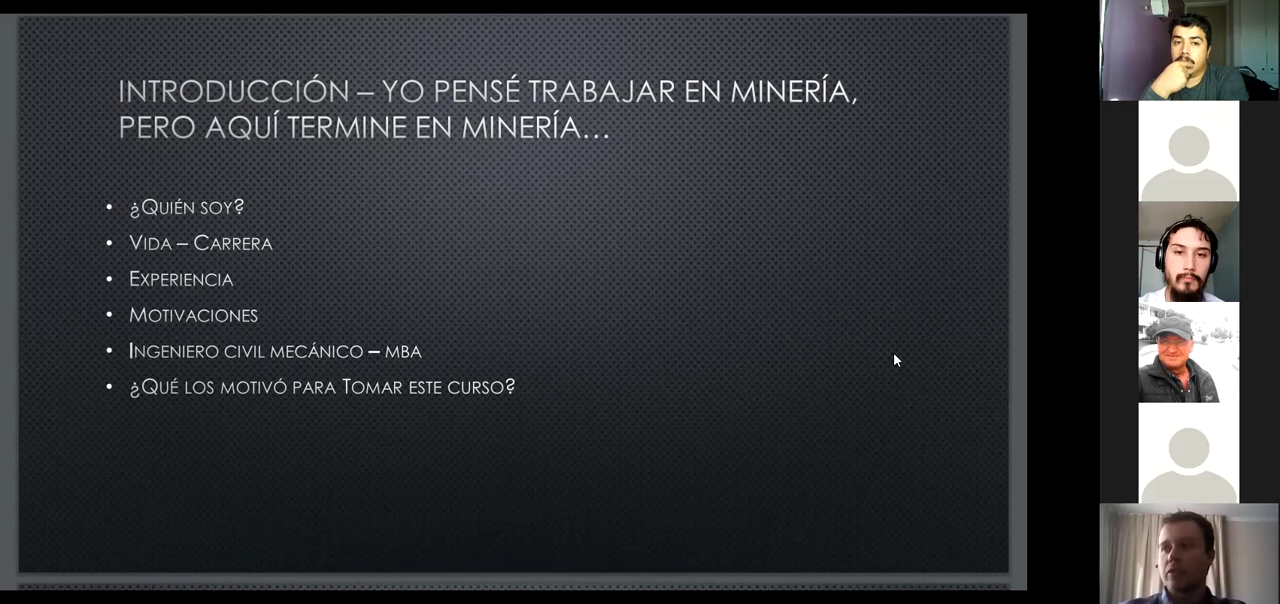 INTRODUCCIÓN – YO PENSÉ TRABAJAR EN MINERÍA,
PERO AQUÍ TERMINE EN MINERÍA...
• ¿QUIÉN SOY?
• VIDA – CARRERA
• EXPERIENCIA
• MOTIVACIONES
• INGENIERO CIVIL MECÁNICO – MBA
• ¿QUÉ LOS MOTIVÓ PARA TOMAR ESTE CURSO?